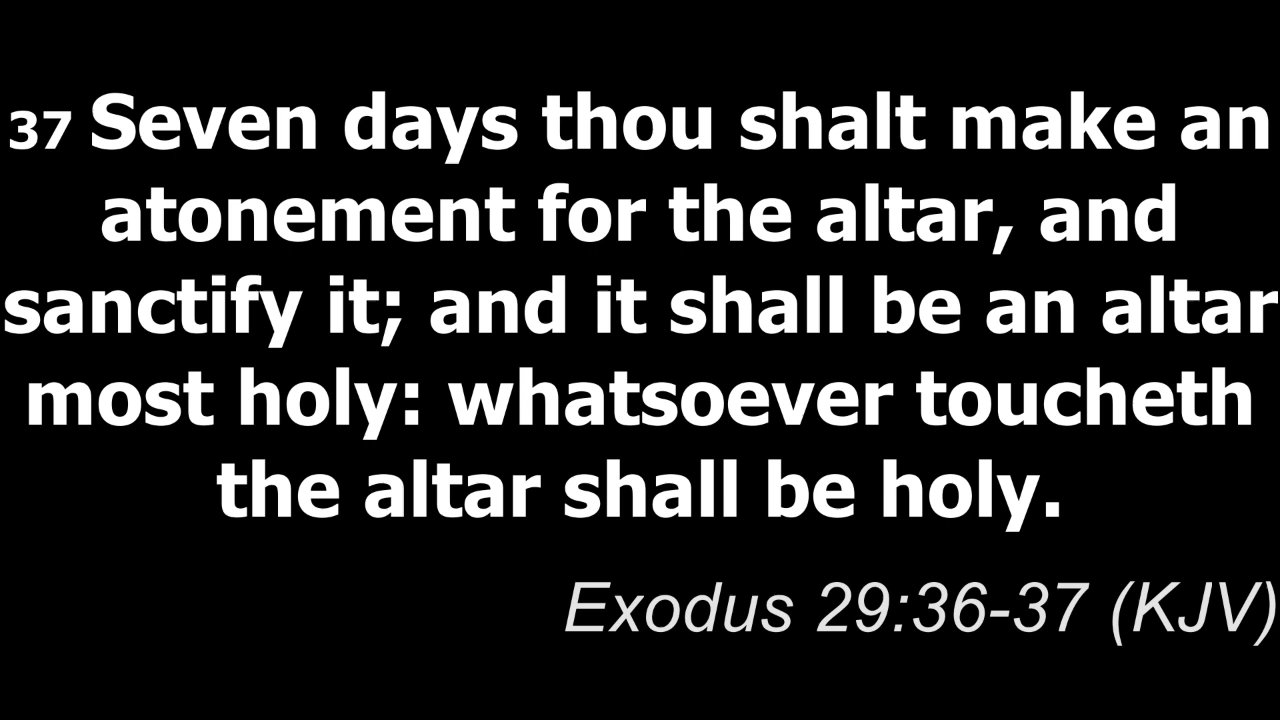 37 Seven days thou shalt make an
atonement for the altar, and
sanctify it; and it shall be an altar
most holy: whatsoever toucheth
the altar shall be holy.
Exodus 29:36-37 (KJV)